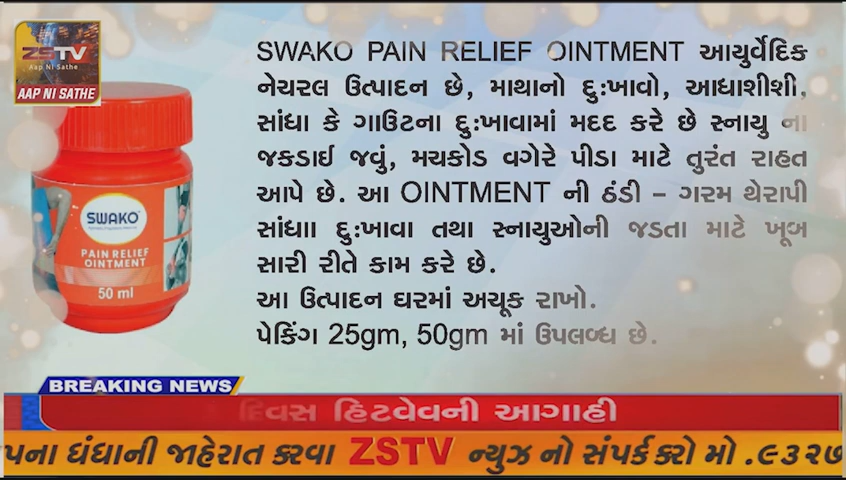 ZSTV
Aap Ni Sathe
AAP NI SATHE
SWAKO PAIN RELIEF OINTMENT આયુર્વેદિક
નેચરલ ઉત્પાદન છે, માથાનો દુઃખાવો, આધાશીશી,
સાંધા કે ગાઉટના દુઃખાવામાં મદદ કરે છે સ્નાયુ ના
જકડાઈ જવું, મચકોડ વગેરે પીડા માટે તુરંત રાહત
આપે છે. આ OINTMENT ની ઠંડી – ગરમ થેરાપી
સાંધાા દુઃખાવા તથા સ્નાયુઓની જડતા માટે ખૂબ
સારી રીતે કામ કરે છે.
આ ઉત્પાદન ઘરમાં અચૂક રાખો.
પેકિંગ 25gm, 50gm માં ઉપલબ્ધ છે.
SWAKO
PAIN RELIEF
OINTMENT
50 ml
BREAKING NEWS
દિવસ હિટવેવની આગાહી
પના ધંધાની જાહેરાત કરવા ZSTV ન્યુઝ નો સંપર્ક કરો મો .૯૩૨૭